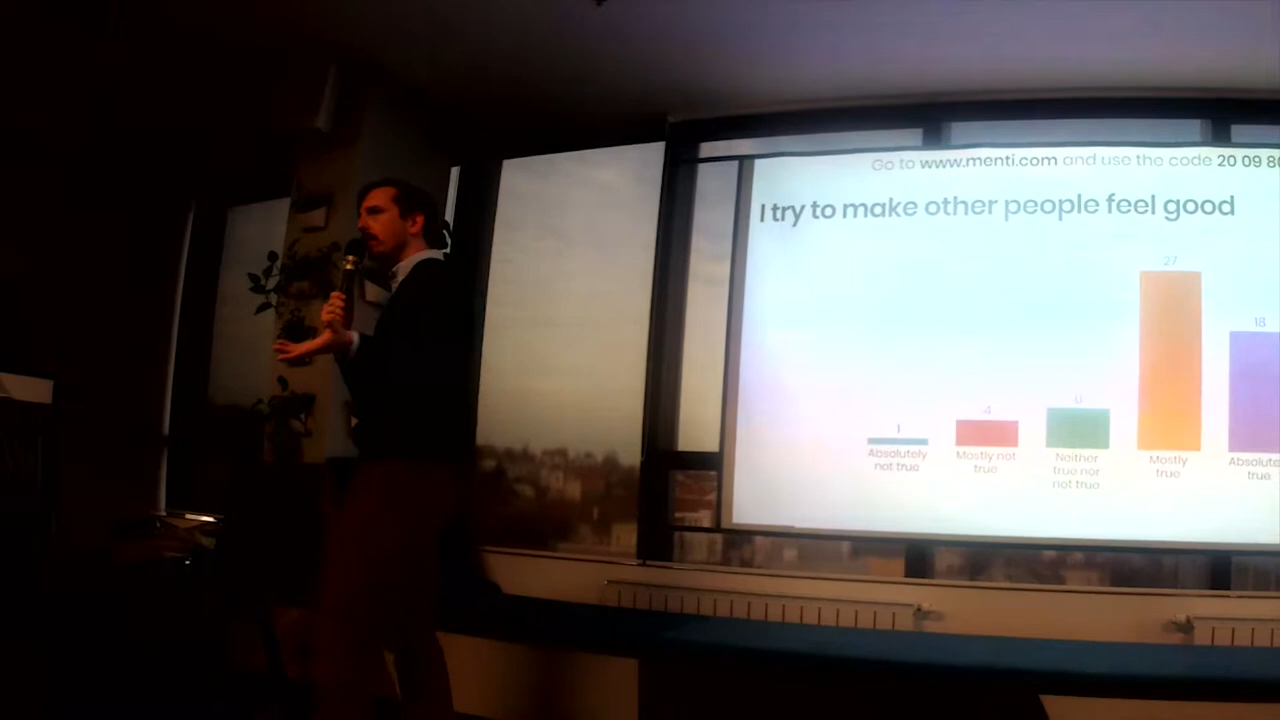 Go to www.menti.com and use the code 20 09 8
I try to make other people feel good
27
18
1
4
Absolutely
not true
Mostly not
true
Neither
true nor
not true
Mostly
true
Absolute
true